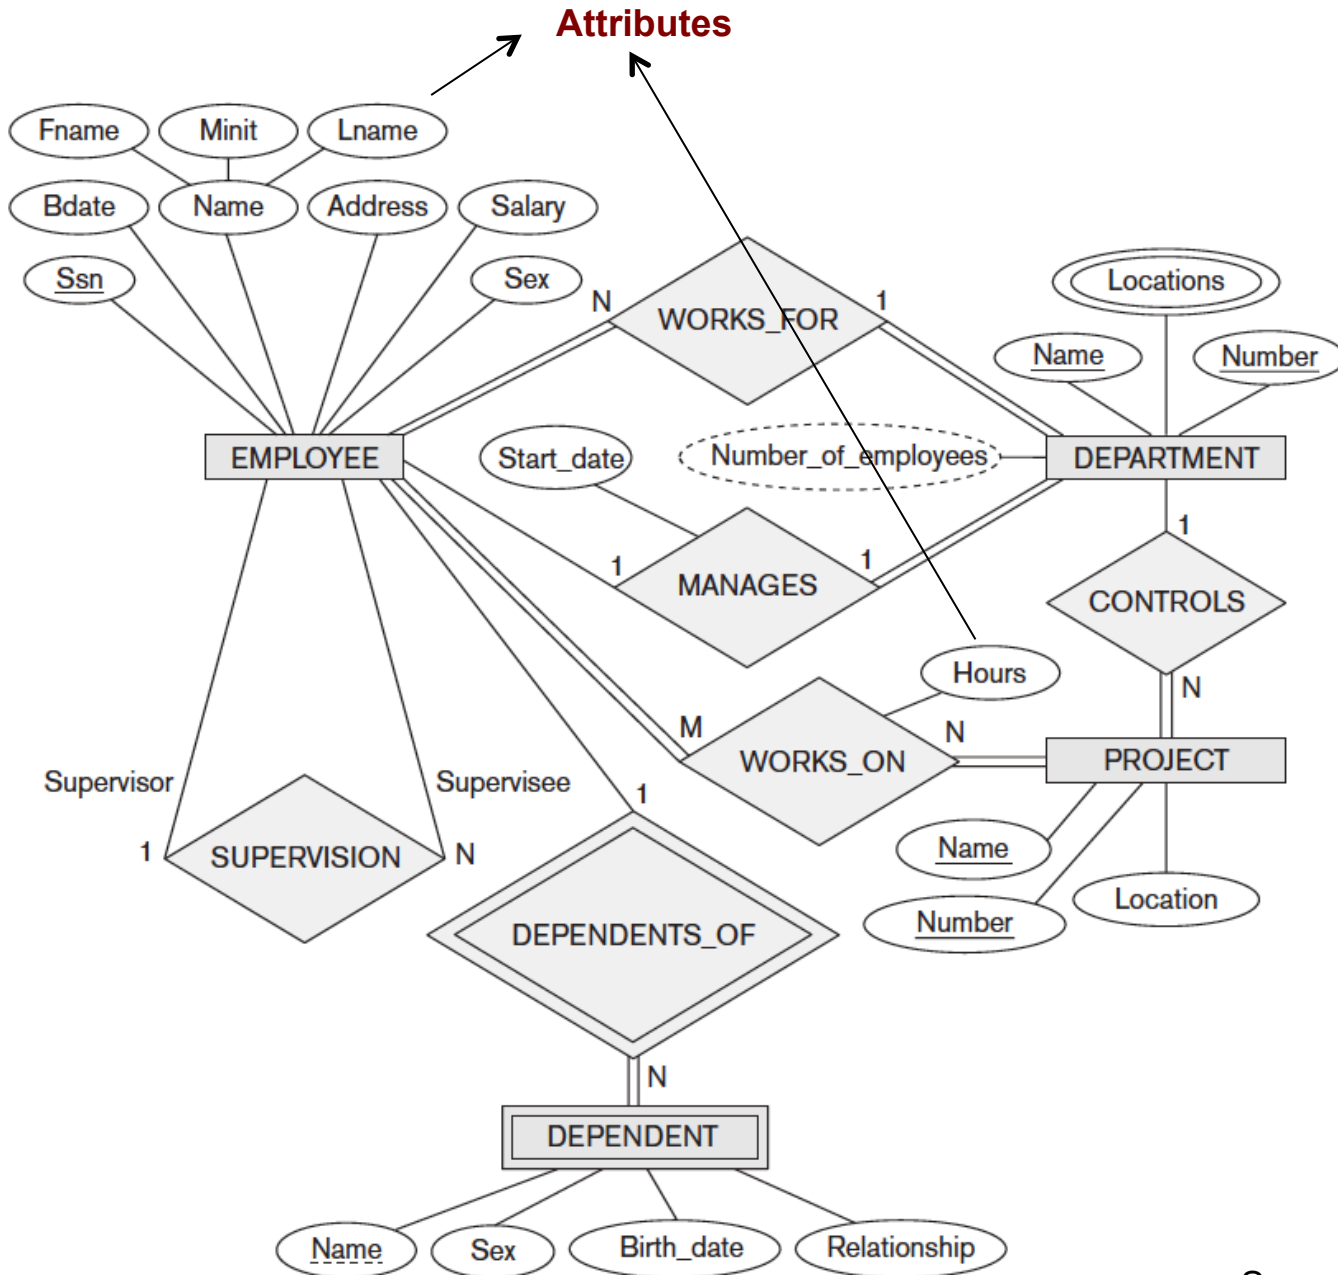 Attributes
Fname Minit Lname
Bdate Name Address Salary
Ssn Sex
Locations
N WORKS_FOR 1
Name Number
EMPLOYEE Start_date Number_of_employees DEPARTMENT
1 MANAGES 1
1
CONTROLS
N
Hours
M WORKS_ON N
PROJECT
Supervisor Supervisee
1 SUPERVISION N
1
Name
Number
Location
DEPENDENTS_OF
N
DEPENDENT
Name Sex Birth_date Relationship